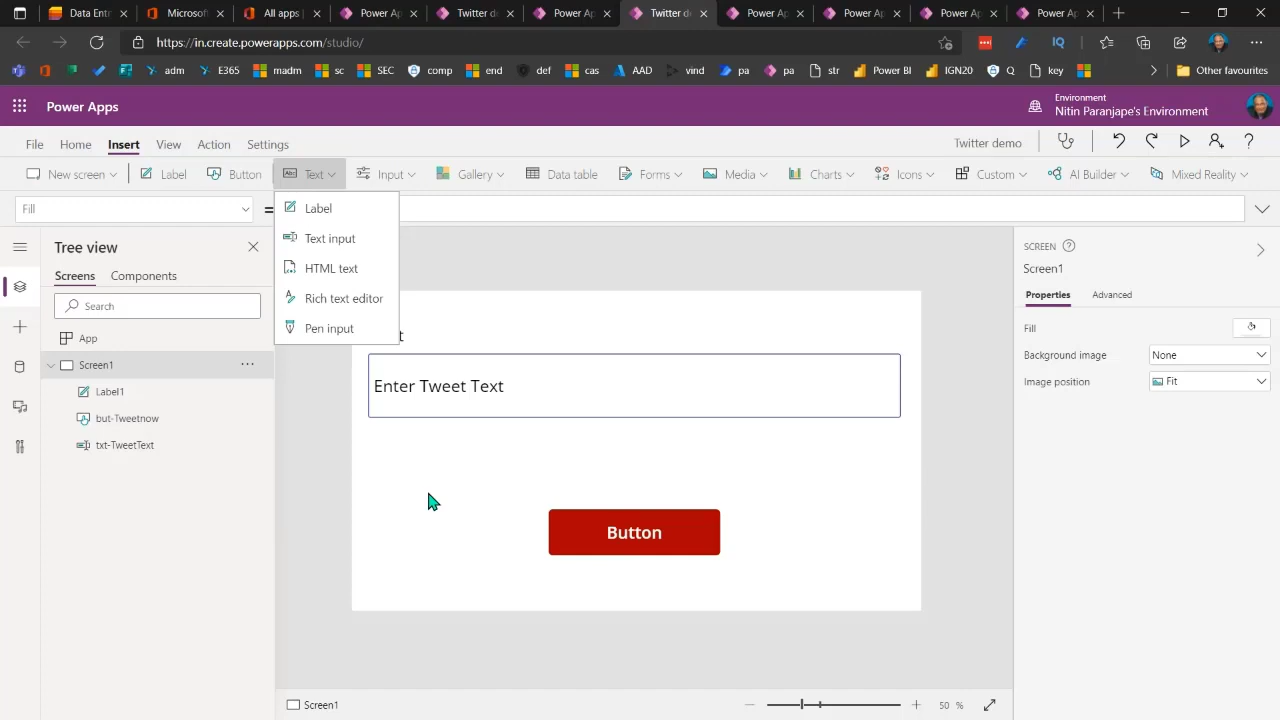 Data Entr
Microsof
All apps |
Power Ap
Twitter de
Power Ap
Twitter de
Power Ap
Power Ap
Power Ap
Power Ap
https://in.create.powerapps.com/studio/
IQ
adm
E365
madm
sc
SEC
comp
end
def
cas
AAD
vind
pa
pa
str
Power BI
IGN20
Q
key
Other favourites
Power Apps
Environment
Nitin Paranjape's Environment
File Home Insert View Action Settings
Twitter demo
New screen
Label
Button
Text
Input
Gallery
Data table
Forms
Media
Charts
Icons
Custom
AI Builder
Mixed Reality
Fill
=
Label
Text input
HTML text
Rich text editor
Pen input
Tree view
Screens Components
Search
App
Screen1
Label1
but-Tweetnow
txt-TweetText
t
Enter Tweet Text
Button
SCREEN
Screen1
Properties Advanced
Fill
Background image None
Image position Fit
Screen1
50 %